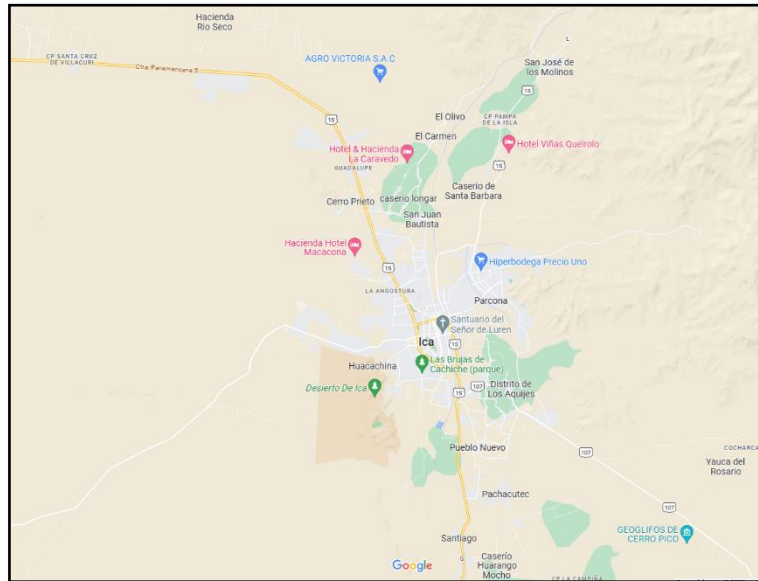 Hacienda
Rio Seco
CP SANTA CRUZ
DE VILLACURI
Ctra. Panamericana S
AGRO VICTORIA S.A.C
San José de
los Molinos
15
15
El Olivo
CP PAMPA
DE LA ISLA
El Carmen
Hotel & Hacienda
La Caravedo
Hotel Viñas Queirolo
GUADALUPE
15
Caserio de
Santa Barbara
Cerro Prieto
caserio longar
San Juan
Bautista
Hacienda Hotel
Macacona
15
Hiperbodega Precio Uno
LA ANGOSTURA
Parcona
Santuario del
Señor de Luren
Ica
15
Huacachina
Las Brujas de
Cachiche (parque)
Desierto De Ica
107
Distrito de
Los Aquijes
15
Pueblo Nuevo
107
COCHARCA
Yauca del
Rosario
Pachacutec
107
GEOGLIFOS DE
CERRO PICO
Santiago
Google
Caserío
Huarango
Mocho
CP LA CAMPIÑA